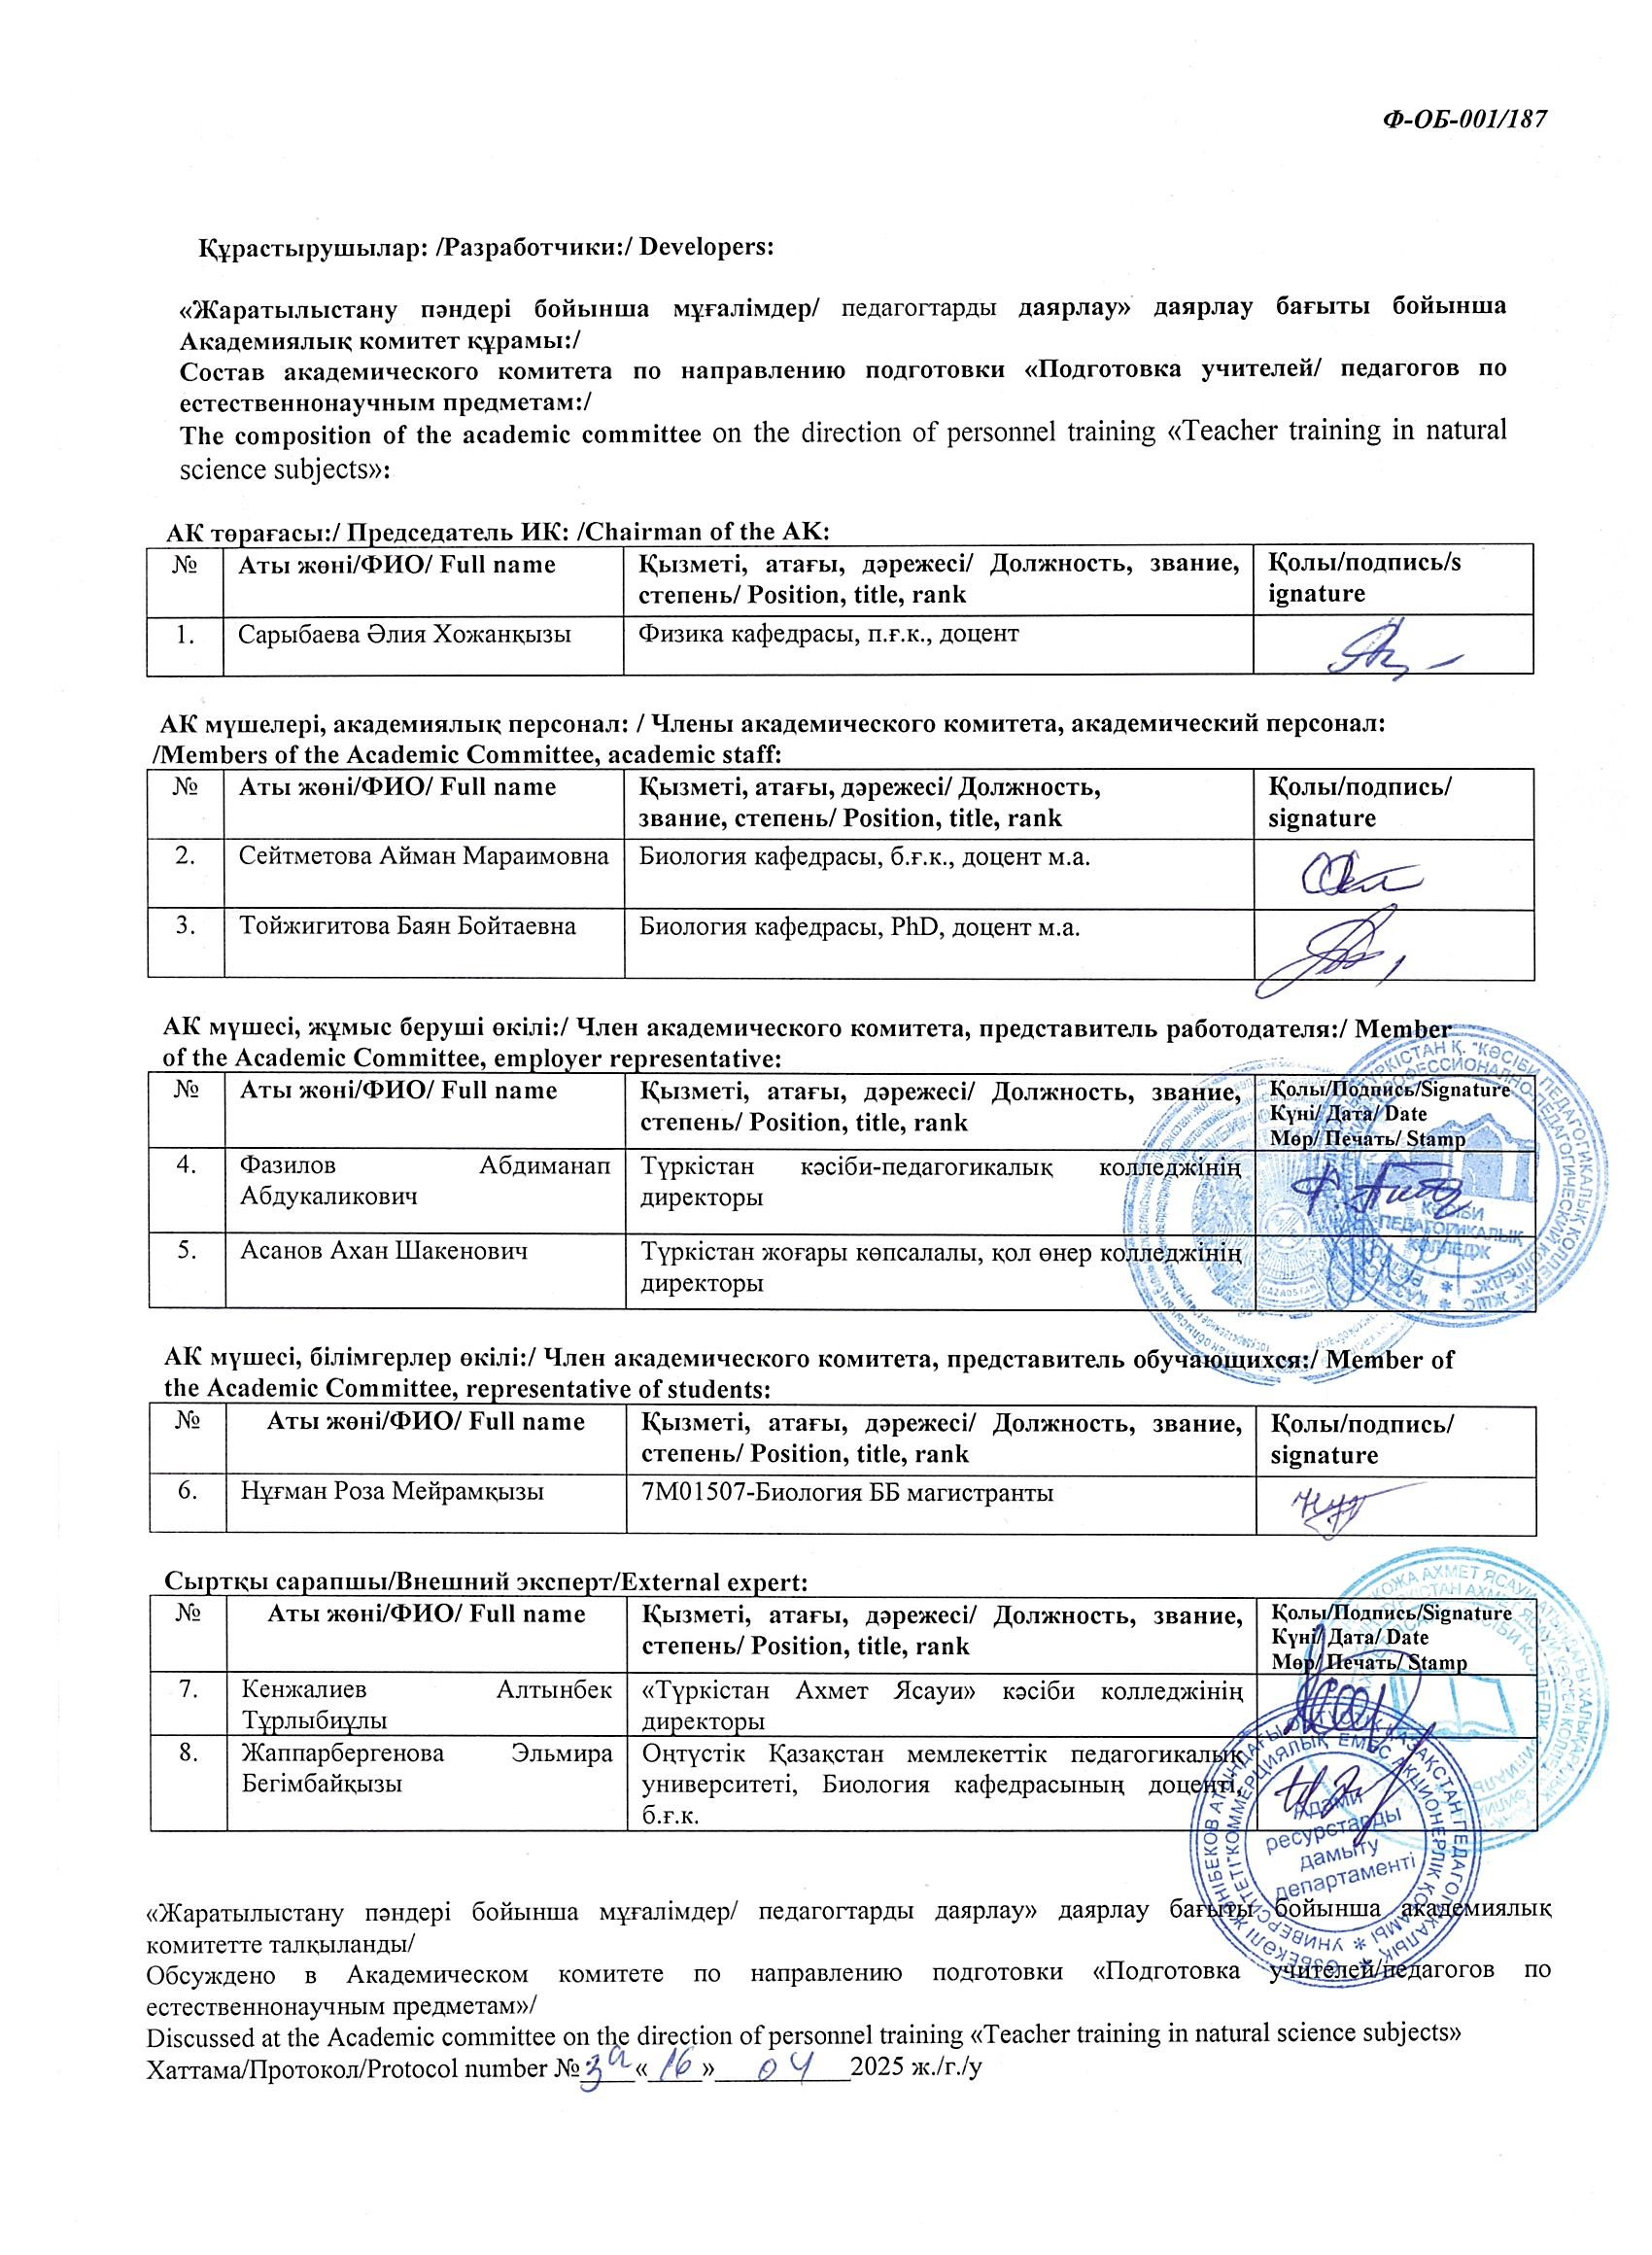 Ф-ОБ-001/187
Құрастырушылар: /Разработчики:/ Developers:
«Жаратылыстану пәндері бойынша мұғалімдер/ педагогтарды даярлау» даярлау бағыты бойынша
Академиялық комитет құрамы:/
Состав академического комитета по направлению подготовки «Подготовка учителей/ педагогов по
естественнонаучным предметам:/
The composition of the academic committee on the direction of personnel training «Teacher training in natural
science subjects»:
АК төрағасы:/ Председатель ИК: /Chairman of the AK:
№ Аты жөні/ФИО/ Full name Қызметі, атағы, дәрежесі/ Должность, звание, Қолы/подпись/s
степень/ Position, title, rank ignature
1. Сарыбаева Әлия Хожанқызы Физика кафедрасы, п.ғ.к., доцент
АК мүшелері, академиялық персонал: / Члены академического комитета, академический персонал:
/Members of the Academic Committee, academic staff:
№ Аты жөні/ФИО/ Full name Қызметі, атағы, дәрежесі/ Должность, Қолы/подпись/
звание, степень/ Position, title, rank signature
2. Сейтметова Айман Мараимовна Биология кафедрасы, б.ғ.к., доцент м.а.
3. Тойжигитова Баян Бойтаевна Биология кафедрасы, PhD, доцент м.а.
АК мүшесі, жұмыс беруші өкілі:/ Член академического комитета, представитель работодателя:/ Member
of the Academic Committee, employer representative:
№ Аты жөні/ФИО/ Full name Қызметі, атағы, дәрежесі/ Должность, звание, Қолы/Подпись/Signature
степень/ Position, title, rank Күні/ Дата/ Date
Мөр/ Печать/ Stamp
4. Фазилов Абдиманап Түркістан кәсіби-педагогикалық колледжінің
Абдукаликович директоры
5. Асанов Ахан Шакенович Түркістан жоғары көпсалалы, қол өнер колледжінің
директоры
КӘСІБИ
ПЕДАГОГИКАЛЫҚ
КОЛЛЕДЖ
АК мүшесі, білімгерлер өкілі:/ Член академического комитета, представитель обучающихся:/ Member of
the Academic Committee, representative of students:
№ Аты жөні/ФИО/ Full name Қызметі, атағы, дәрежесі/ Должность, звание, Қолы/подпись/
степень/ Position, title, rank signature
6. Нұғман Роза Мейрамқызы 7М01507-Биология ББ магистранты
Сыртқы сарапшы/Внешний эксперт/External expert:
№ Аты жөні/ФИО/ Full name Қызметі, атағы, дәрежесі/ Должность, звание, Қолы/Подпись/Signature
степень/ Position, title, rank Күні/ Дата/ Date
Мөр/ Печать/ Stamp
7. Кенжалиев Алтынбек «Түркістан Ахмет Ясауи» кәсіби колледжінің
Тұрлыбиұлы директоры
8. Жаппарбергенова Эльмира Оңтүстік Қазақстан мемлекеттік педагогикалық
Бегімбайқызы университеті, Биология кафедрасының доценті,
б.ғ.к.
ресурстарды
дамыту
департаменті
«Жаратылыстану пәндері бойынша мұғалімдер/ педагогтарды даярлау» даярлау бағыты бойынша академиялық
комитетте талқыланды/
Обсуждено в Академическом комитете по направлению подготовки «Подготовка учителей/педагогов по
естественнонаучным предметам»/
Discussed at the Academic committee on the direction of personnel training «Teacher training in natural science subjects»
Хаттама/Протокол/Protocol number № 3а « 16 » 04 2025 ж./г./у